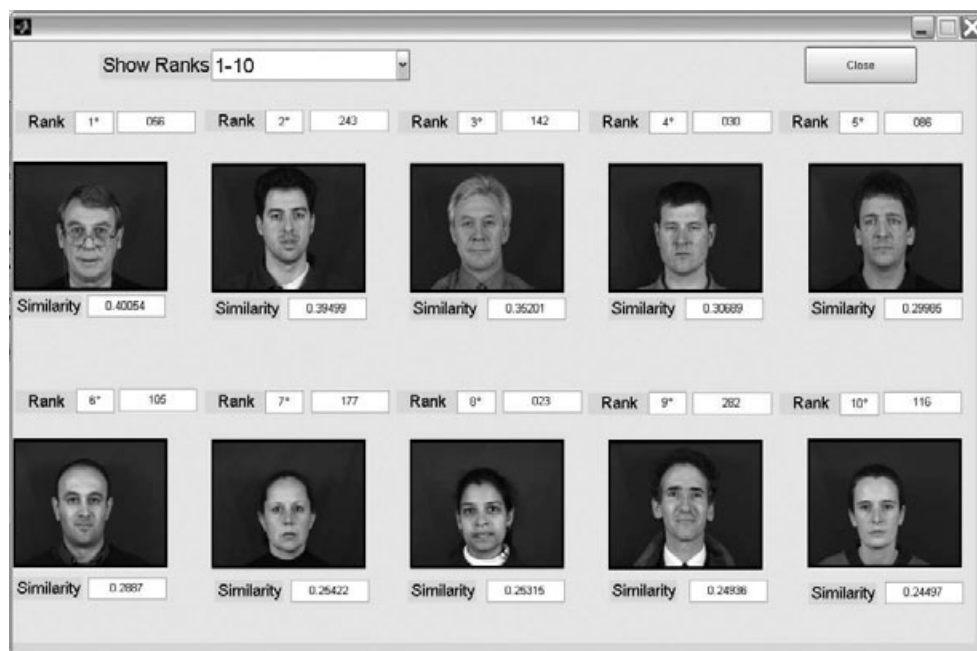 Show Ranks 1-10 Close
Rank 1° 056 Rank 2° 243 Rank 3° 142 Rank 4° 030 Rank 5° 086
Similarity 0.40054 Similarity 0.39499 Similarity 0.35201 Similarity 0.30689 Similarity 0.29985
Rank 6° 105 Rank 7° 177 Rank 8° 023 Rank 9° 282 Rank 10° 116
Similarity 0.2887 Similarity 0.25422 Similarity 0.25315 Similarity 0.24936 Similarity 0.24497